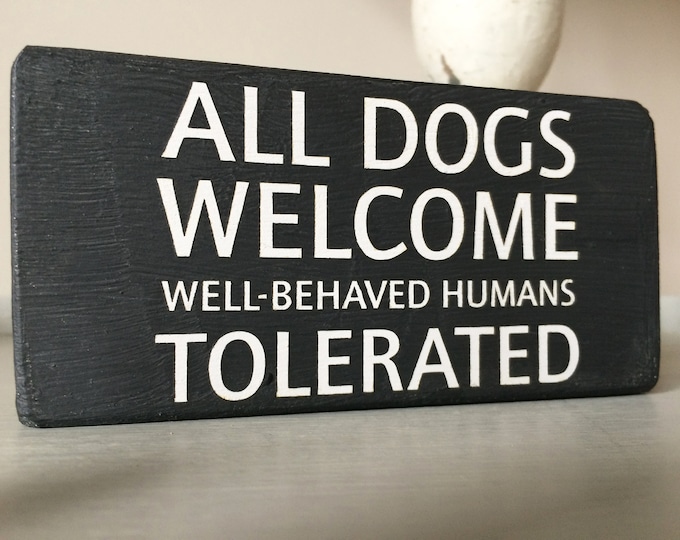 ALL DOGS
WELCOME
WELL-BEHAVED HUMANS
TOLERATED